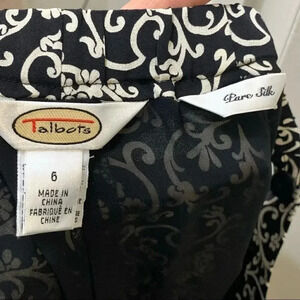 Talbots
Pure Silk
6
MADE IN
CHINA
FABRIQUÉ EN
CHINE